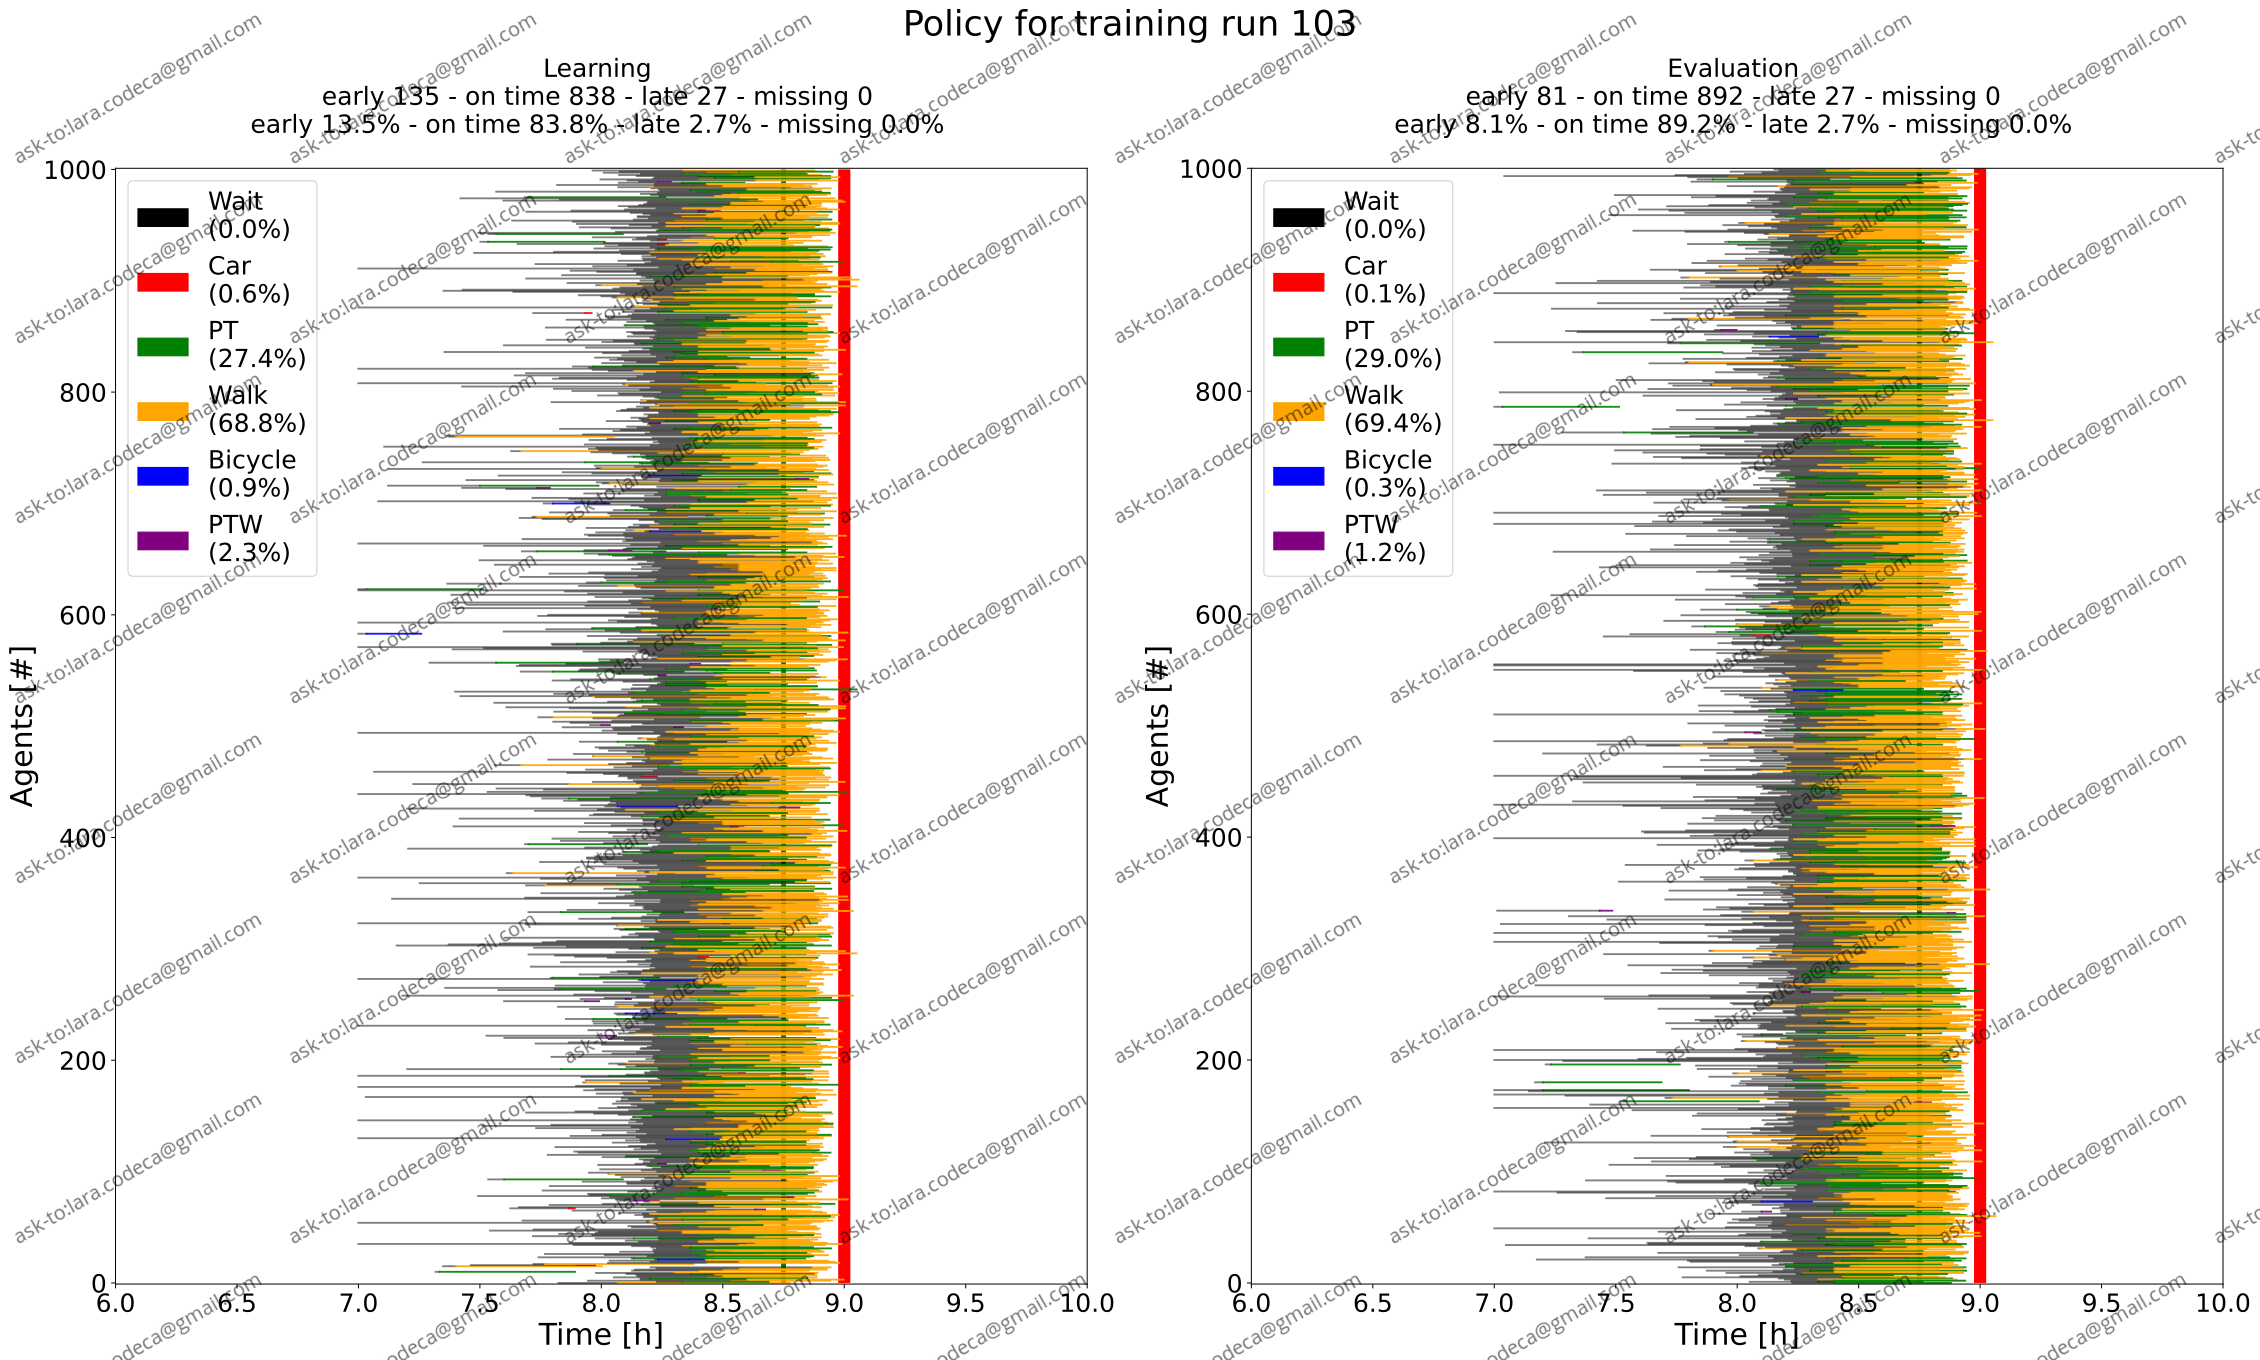 Policy for training run 103
Learning
early 135 - on time 838 - late 27 - missing 0
early 13.5% - on time 83.8% - late 2.7% - missing 0.0%
1000
800
600
400
200
0
Agents [#]
Wait
(0.0%)
Car
(0.6%)
PT
(27.4%)
Walk
(68.8%)
Bicycle
(0.9%)
PTW
(2.3%)
6.0 6.5 7.0 7.5 8.0 8.5 9.0 9.5 10.0
Time [h]
Evaluation
early 81 - on time 892 - late 27 - missing 0
early 8.1% - on time 89.2% - late 2.7% - missing 0.0%
1000
800
600
400
200
0
Agents [#]
Wait
(0.0%)
Car
(0.1%)
PT
(29.0%)
Walk
(69.4%)
Bicycle
(0.3%)
PTW
(1.2%)
6.0 6.5 7.0 7.5 8.0 8.5 9.0 9.5 10.0
Time [h]
ask-to:lara.codeca@gmail.com